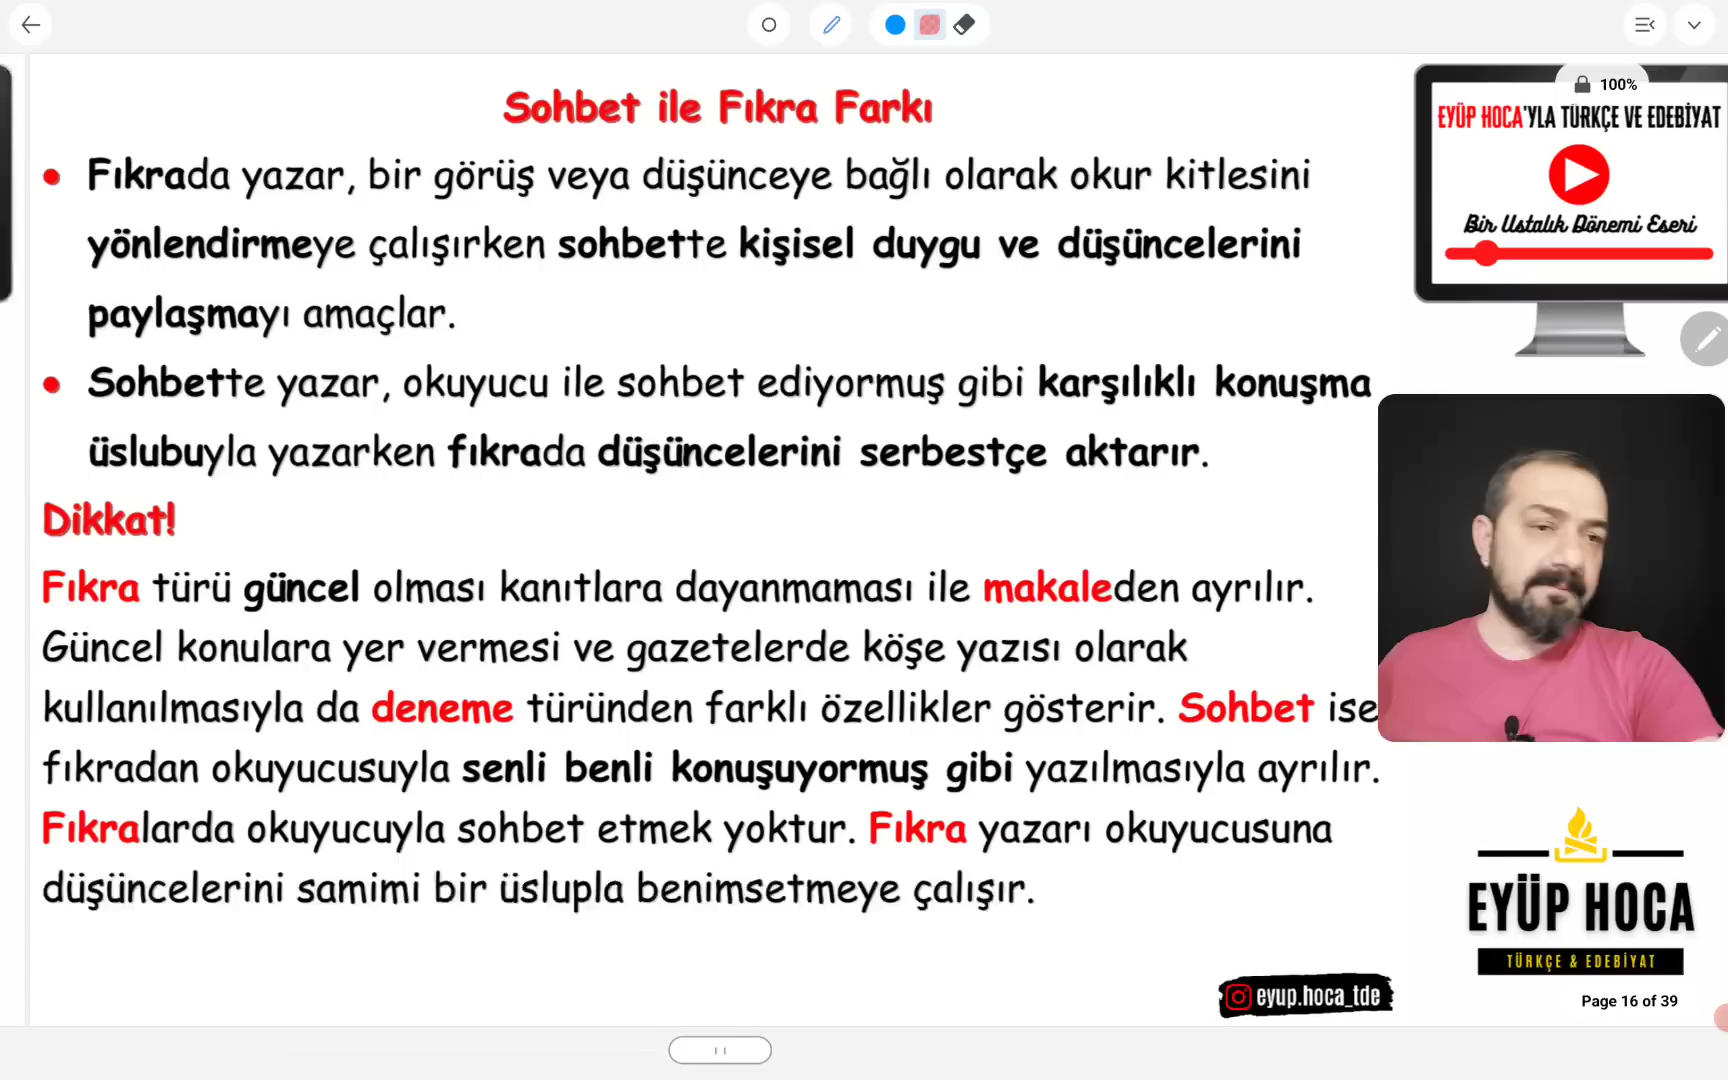 Sohbet ile Fıkra Farkı
Fıkrada yazar, bir görüş veya düşünceye bağlı olarak okur kitlesini
yönlendirmeye çalışırken sohbette kişisel duygu ve düşüncelerini
paylaşmayı amaçlar.
Sohbette yazar, okuyucu ile sohbet ediyormuş gibi karşılıklı konuşma
üslubuyla yazarken fıkrada düşüncelerini serbestçe aktarır.
Dikkat!
Fıkra türü güncel olması kanıtlara dayanmaması ile makaleden ayrılır.
Güncel konulara yer vermesi ve gazetelerde köşe yazısı olarak
kullanılmasıyla da deneme türünden farklı özellikler gösterir. Sohbet ise
fıkradan okuyucusuyla senli benli konuşuyormuş gibi yazılmasıyla ayrılır.
Fıkralarda okuyucuyla sohbet etmek yoktur. Fıkra yazarı okuyucusuna
düşüncelerini samimi bir üslupla benimsetmeye çalışır.
100%
EYÜP HOCA'YLA TÜRKÇE VE EDEBİYAT
Bir Ustalık Dönemi Eseri
EYÜP HOCA
TÜRKÇE & EDEBİYAT
eyup.hoca_tde
Page 16 of 39